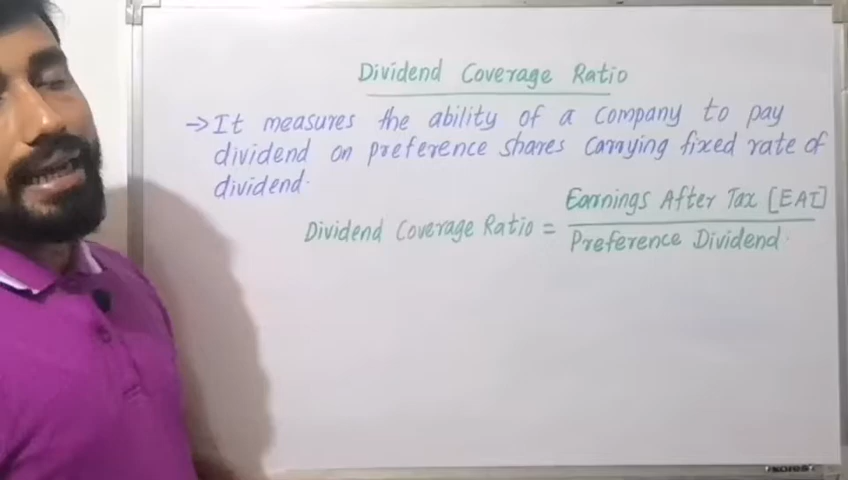 Dividend Coverage Ratio
→ It measures the ability of a company to pay
dividend on preference shares carrying fixed rate of
dividend.
Earnings After Tax [EAT]
Dividend Coverage Ratio =
Preference Dividend.